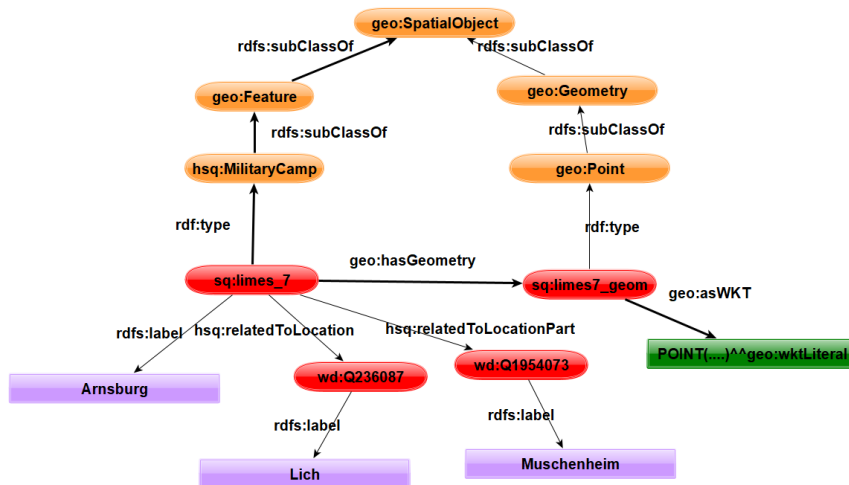 geo:SpatialObject
rdfs:subClassOf
rdfs:subClassOf
geo:Feature
geo:Geometry
rdfs:subClassOf
rdfs:subClassOf
hsq:MilitaryCamp
geo:Point
rdf:type
rdf:type
geo:hasGeometry
sq:limes_7
sq:limes7_geom
geo:asWKT
rdfs:label
hsq:relatedToLocation
hsq:relatedToLocationPart
POINT(....)^^geo:wktLiteral
wd:Q236087
wd:Q1954073
Arnsburg
rdfs:label
rdfs:label
Lich
Muschenheim